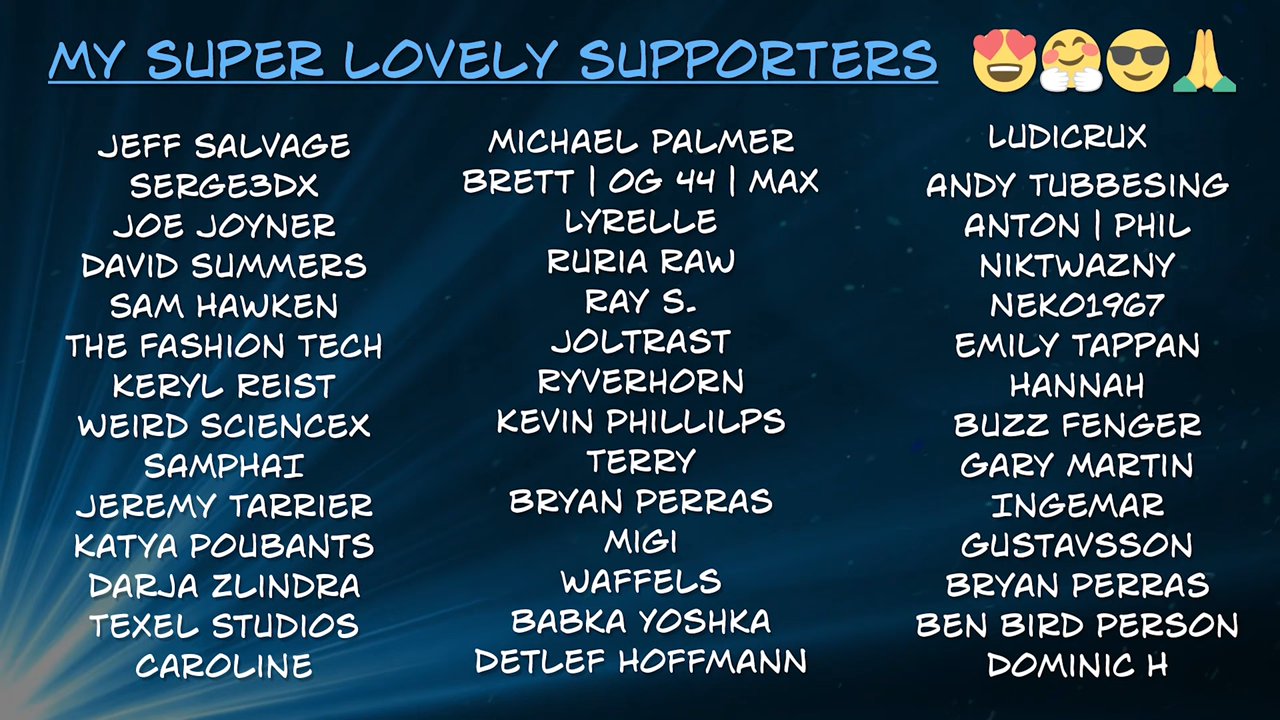 MY SUPER LOVELY SUPPORTERS 😍🤗😎🙏
JEFF SALVAGE
SERGE3DX
JOE JOYNER
DAVID SUMMERS
SAM HAWKEN
THE FASHION TECH
KERYL REIST
WEIRD SCIENCEX
SAMPHAI
JEREMY TARRIER
KATYA POUBANTS
DARJA ZLINDRA
TEXEL STUDIOS
CAROLINE
MICHAEL PALMER
BRETT | OG 44 | MAX
LYRELLE
RURIA RAW
RAY S.
JOLTRAST
RYVERHORN
KEVIN PHILLILPS
TERRY
BRYAN PERRAS
MIGI
WAFFELS
BABKA YOSHKA
DETLEF HOFFMANN
LUDICRUX
ANDY TUBBESING
ANTON | PHIL
NIKTWAZNY
NEKO1967
EMILY TAPPAN
HANNAH
BUZZ FENGER
GARY MARTIN
INGEMAR
GUSTAVSSON
BRYAN PERRAS
BEN BIRD PERSON
DOMINIC H